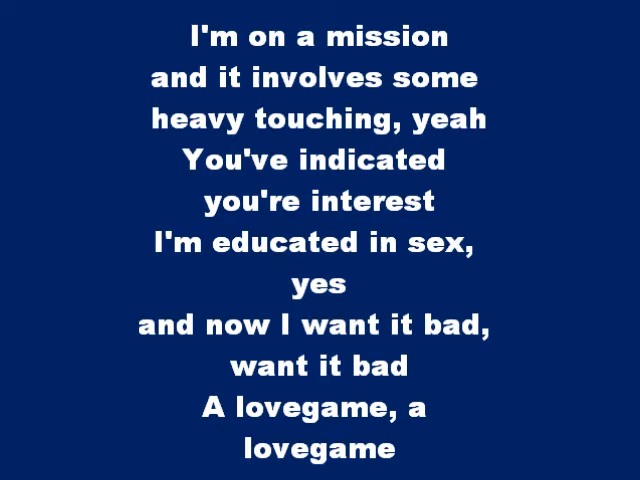 I'm on a mission
and it involves some
heavy touching, yeah
You've indicated
you're interest
I'm educated in sex,
yes
and now I want it bad,
want it bad
A lovegame, a
lovegame